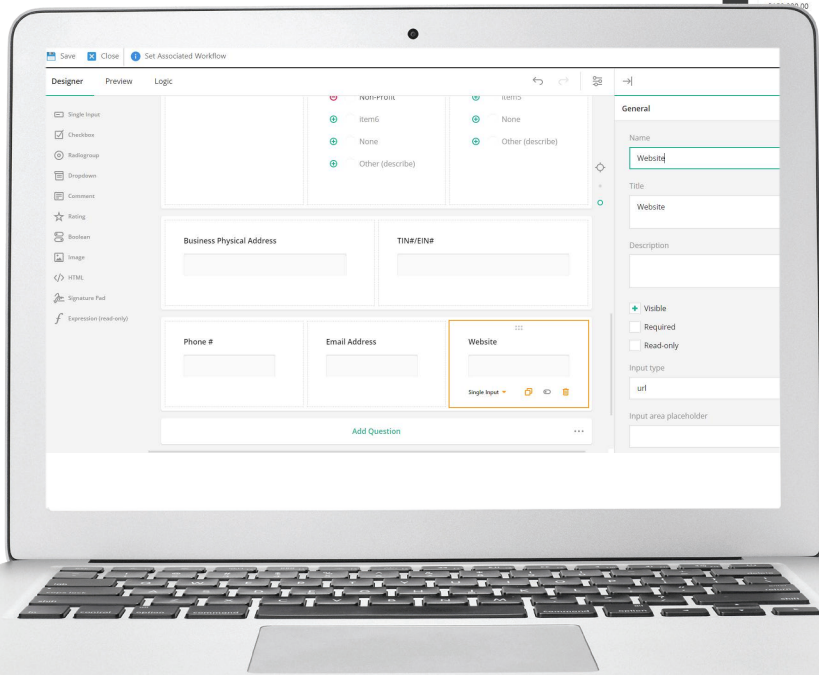 Save
Close
Set Associated Workflow
Designer
Preview
Logic
Single Input
Checkbox
Radiogroup
Dropdown
Comment
Rating
Boolean
Image
HTML
Signature Pad
Expression (read-only)
Non-Profit
item6
None
Other (describe)
item5
None
Other (describe)
Business Physical Address
TIN#/EIN#
Phone #
Email Address
Website
Single Input
Add Question
General
Name
Website
Title
Website
Description
Visible
Required
Read-only
Input type
url
Input area placeholder
command
option